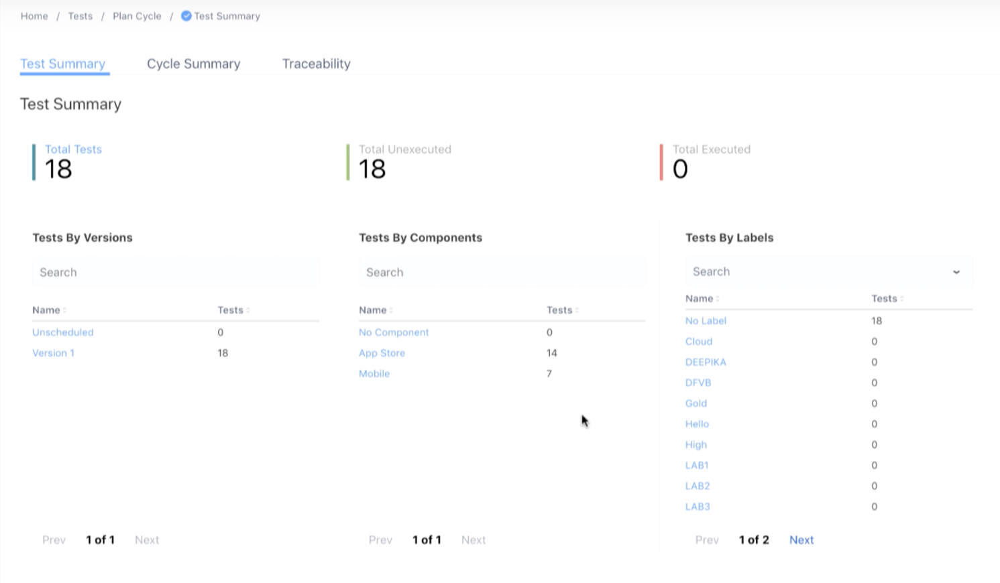 Home / Tests / Plan Cycle / Test Summary
Test Summary Cycle Summary Traceability
Test Summary
Total Tests
18
Total Unexecuted
18
Total Executed
0
Tests By Versions
Search
Name Tests
Unscheduled 0
Version 1 18
Prev 1 of 1 Next
Tests By Components
Search
Name Tests
No Component 0
App Store 14
Mobile 7
Prev 1 of 1 Next
Tests By Labels
Search
Name Tests
No Label 18
Cloud 0
DEEPIKA 0
DFVB 0
Gold 0
Hello 0
High 0
LAB1 0
LAB2 0
LAB3 0
Prev 1 of 2 Next